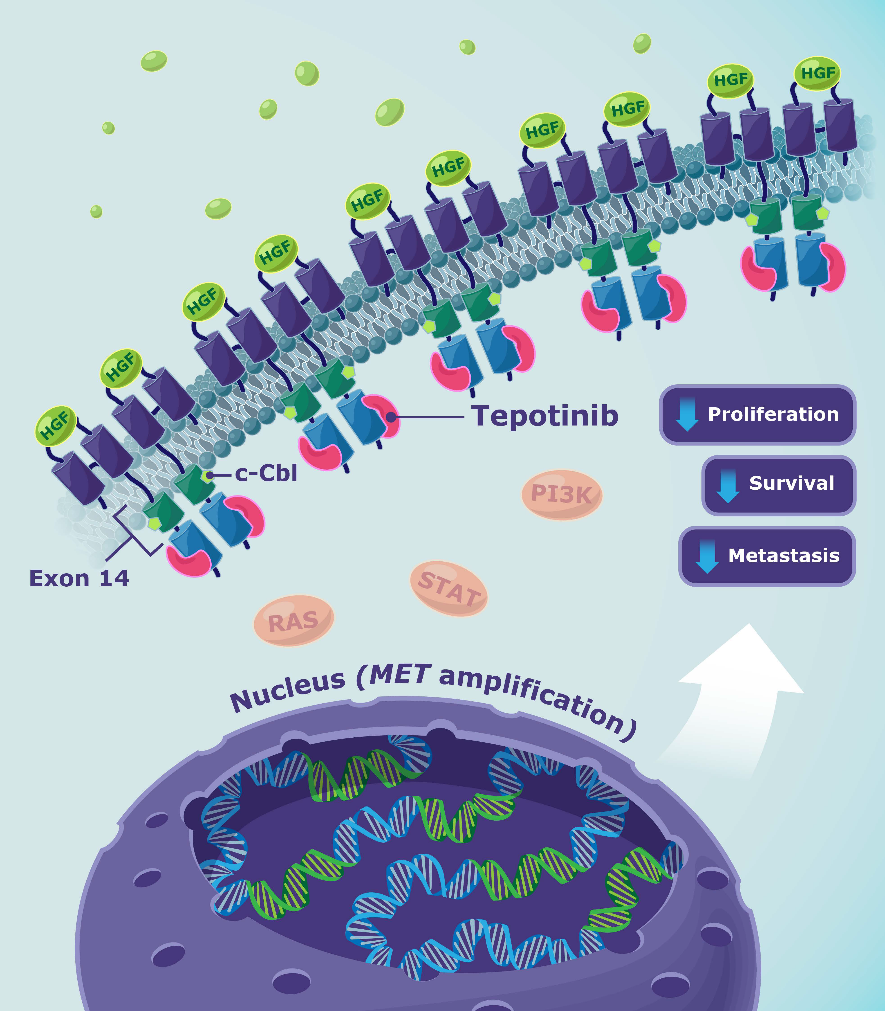 HGF
HGF
HGF
HGF
HGF
HGF
HGF
HGF
HGF
HGF
Tepotinib
Proliferation
c-Cbl
Survival
PI3K
Metastasis
Exon 14
STAT
RAS
Nucleus (MET amplification)